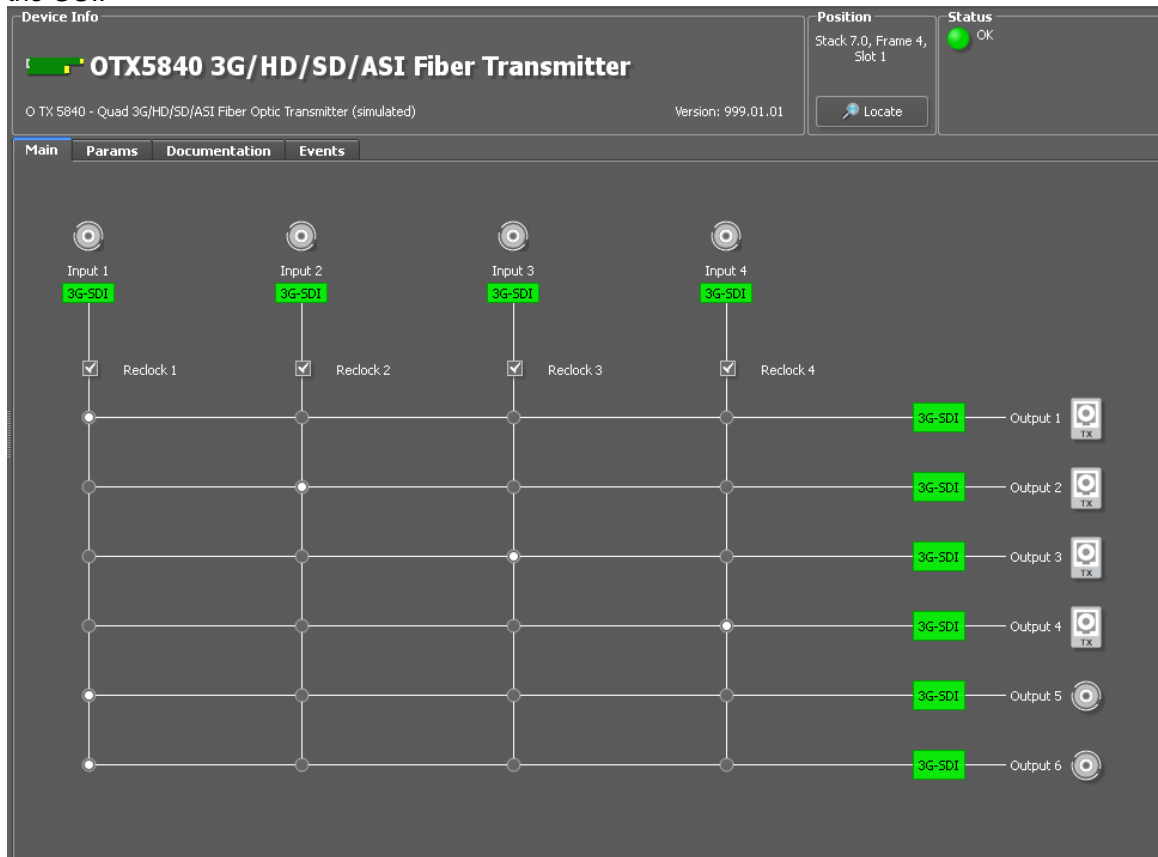 Device Info
Position
Status
OTX5840 3G/HD/SD/ASI Fiber Transmitter
Stack 7.0, Frame 4,
Slot 1
OK
O TX 5840 - Quad 3G/HD/SD/ASI Fiber Optic Transmitter (simulated)
Version: 999.01.01
Locate
Main Params Documentation Events
Input 1 Input 2 Input 3 Input 4
3G-SDI 3G-SDI 3G-SDI 3G-SDI
Reclock 1 Reclock 2 Reclock 3 Reclock 4
3G-SDI Output 1 TX
3G-SDI Output 2 TX
3G-SDI Output 3 TX
3G-SDI Output 4 TX
3G-SDI Output 5
3G-SDI Output 6